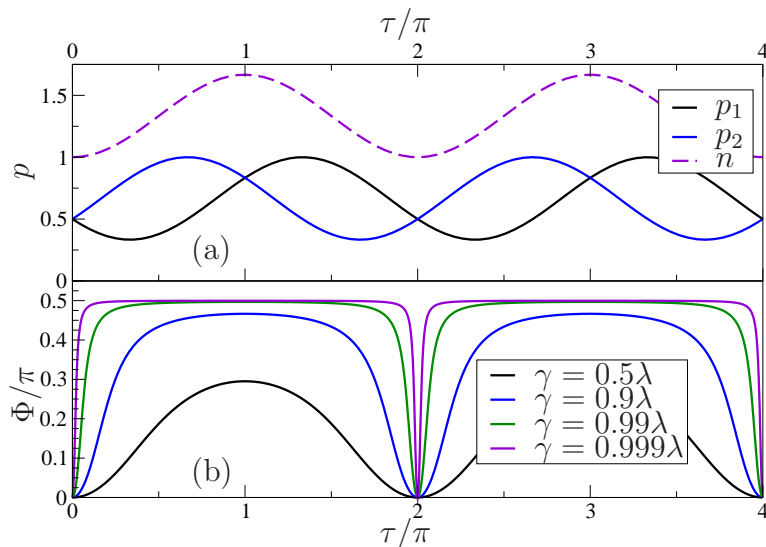 τ/π
0 1 2 3 4
1.5
1
0.5
0
p
p₁
p₂
n
(a)
0.5
0.4
0.3
0.2
0.1
0
Φ/π
γ = 0.5λ
γ = 0.9λ
γ = 0.99λ
γ = 0.999λ
(b)
0 1 2 3 4
τ/π